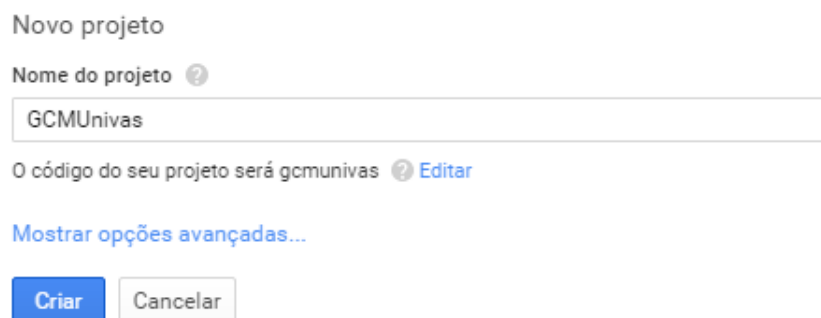 Novo projeto
Nome do projeto ?
GCMUnivas
O código do seu projeto será gcmunivas ? Editar
Mostrar opções avançadas...
Criar Cancelar